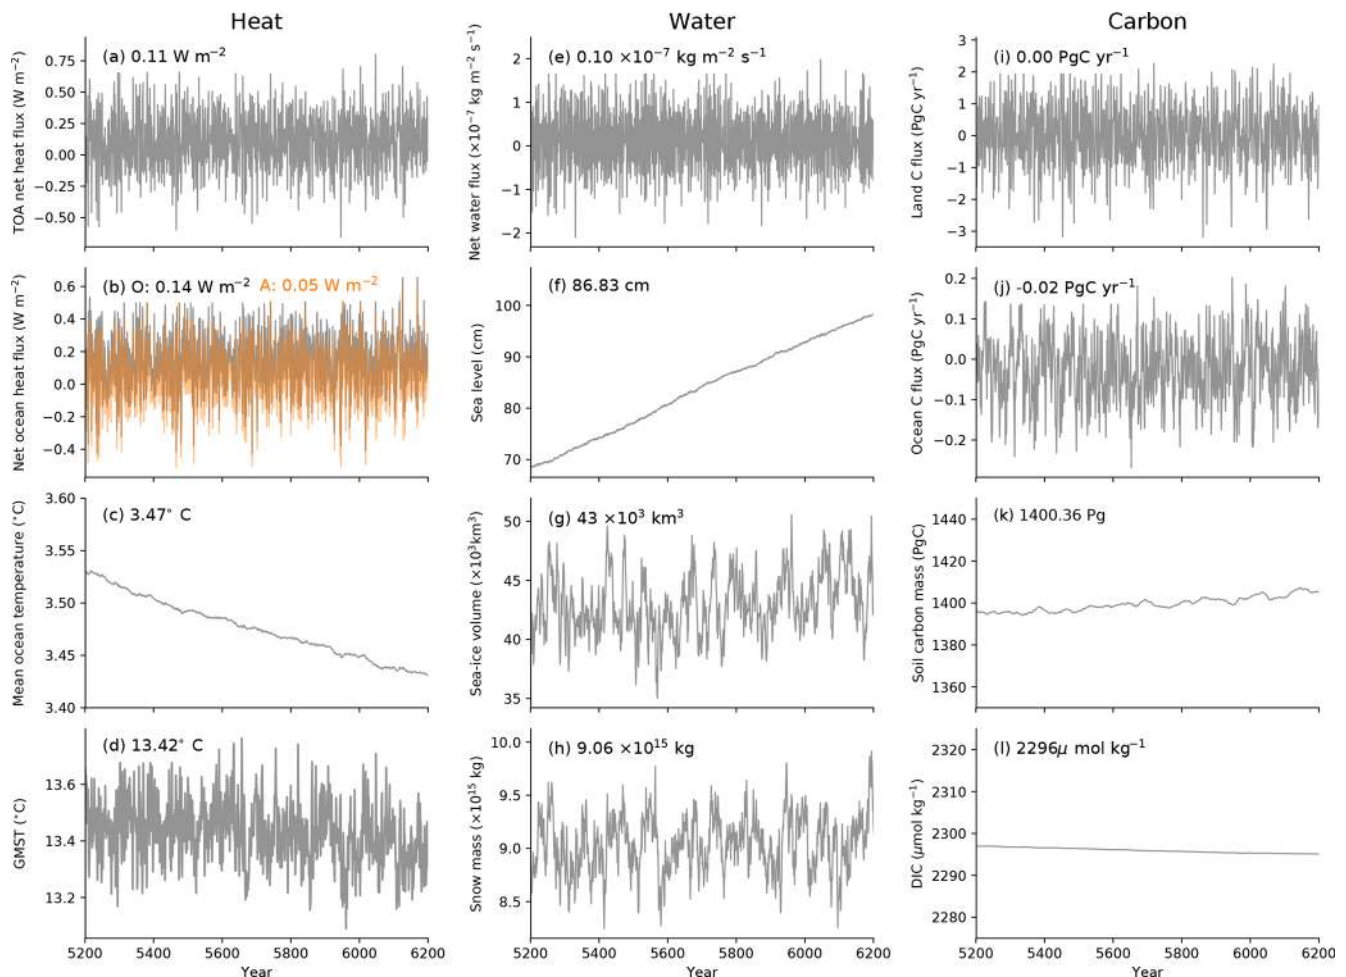 Heat
Water
Carbon
(a) 0.11 W m⁻²
TOA net heat flux (W m⁻²)
0.75
0.50
0.25
0.00
−0.25
−0.50
(e) 0.10 ×10⁻⁷ kg m⁻² s⁻¹
Net water flux (×10⁻⁷ kg m⁻² s⁻¹)
2
1
0
−1
−2
(i) 0.00 PgC yr⁻¹
Land C flux (PgC yr⁻¹)
3
2
1
0
−1
−2
−3
(b) O: 0.14 W m⁻² A: 0.05 W m⁻²
Net ocean heat flux (W m⁻²)
0.6
0.4
0.2
0.0
−0.2
−0.4
(f) 86.83 cm
Sea level (cm)
100
90
80
70
(j) -0.02 PgC yr⁻¹
Ocean C flux (PgC yr⁻¹)
0.2
0.1
0.0
−0.1
−0.2
(c) 3.47° C
Mean ocean temperature (°C)
3.60
3.55
3.50
3.45
3.40
(g) 43 ×10³ km³
Sea-ice volume (×10³km³)
50
45
40
35
(k) 1400.36 Pg
Soil carbon mass (PgC)
1440
1420
1400
1380
1360
(d) 13.42° C
GMST (°C)
13.6
13.4
13.2
5200 5400 5600 5800 6000 6200
Year
(h) 9.06 ×10¹⁵ kg
Snow mass (×10¹⁵ kg)
10.0
9.5
9.0
8.5
5200 5400 5600 5800 6000 6200
Year
(l) 2296μ mol kg⁻¹
DIC (μmol kg⁻¹)
2320
2310
2300
2290
2280
5200 5400 5600 5800 6000 6200
Year